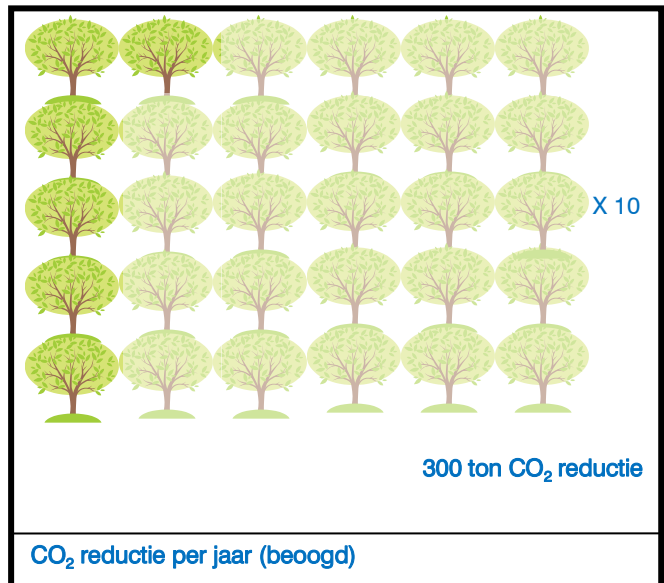 X 10
300 ton CO₂ reductie
CO₂ reductie per jaar (beoogd)